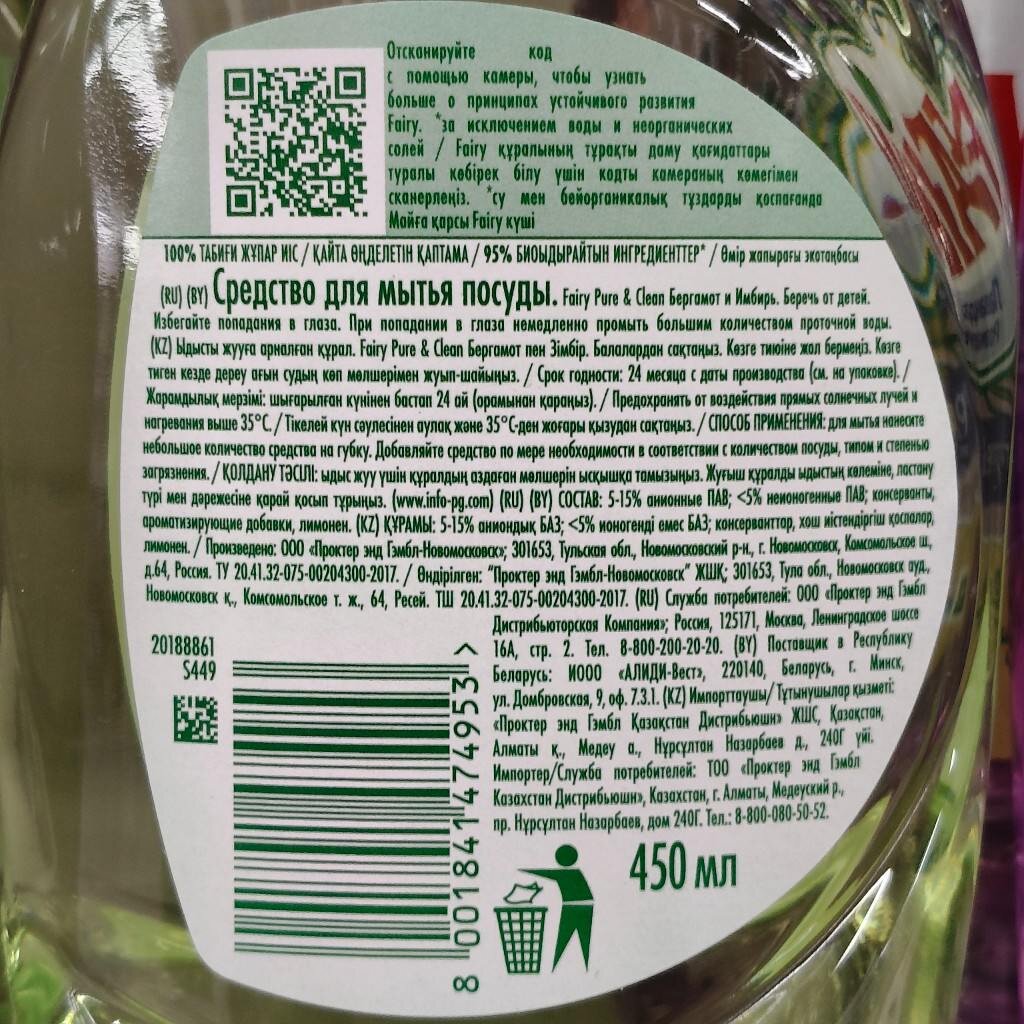 Отсканируйте код
с помощью камеры, чтобы узнать
больше о принципах устойчивого развития
Fairy. *за исключением воды и неорганических
солей / Fairy құралының тұрақты даму қағидаттары
туралы көбірек білу үшін кодты камераның көмегімен
сканерлеңіз. *су мен бейорганикалық тұздарды қоспағанда
Майға қарсы Fairy күші
100% ТАБИҒИ ЖҰПАР ИІС / ҚАЙТА ӨҢДЕЛЕТІН ҚАПТАМА / 95% БИОЫДЫРАЙТЫН ИНГРЕДИЕНТТЕР* / Өмір жапырағы экотаңбасы
(RU) (BY) Средство для мытья посуды. Fairy Pure & Clean Бергамот и Имбирь. Беречь от детей.
Избегайте попадания в глаза. При попадании в глаза немедленно промыть большим количеством проточной воды.
(KZ) Ыдысты жууға арналған құрал. Fairy Pure & Clean Бергамот пен Зімбір. Балалардан сақтаңыз. Көзге тиюіне жол бермеңіз. Көзге
тиген кезде дереу ағын судың көп мөлшерімен жуып-шайыңыз. / Срок годности: 24 месяца с даты производства (см. на упаковке). /
Жарамдылық мерзімі: шығарылған күнінен бастап 24 ай (орамынан қараңыз). / Предохранять от воздействия прямых солнечных лучей и
нагревания выше 35°C. / Тікелей күн сәулесінен аулақ және 35°C-ден жоғары қызудан сақтаңыз. / СПОСОБ ПРИМЕНЕНИЯ: для мытья нанесите
небольшое количество средства на губку. Добавляйте средство по мере необходимости в соответствии с количеством посуды, типом и степенью
загрязнения. / ҚОЛДАНУ ТӘСІЛІ: ыдыс жуу үшін құралдың аздаған мөлшерін ысқышқа тамызыңыз. Жуғыш құралды ыдыстың көлеміне, ластану
түрі мен дәрежесіне қарай қосып тұрыңыз. (www.info-pg.com) (RU) (BY) СОСТАВ: 5-15% анионные ПАВ; <5% неионогенные ПАВ; консерванты,
ароматизирующие добавки, лимонен. (KZ) ҚҰРАМЫ: 5-15% аниондық БАЗ; <5% ионогенді емес БАЗ; консерванттар, хош иістендіргіш қоспалар,
лимонен. / Произведено: ООО «Проктер энд Гэмбл-Новомосковск»; 301653, Тульская обл., Новомосковский р-н., г. Новомосковск, Комсомольское ш.,
д.64, Россия. ТУ 20.41.32-075-00204300-2017. / Өндірілген: "Проктер энд Гэмбл-Новомосковск" ЖШҚ; 301653, Тула обл., Новомосковск ауд.,
Новомосковск қ., Комсомольское т. ж., 64, Ресей. ТШ 20.41.32-075-00204300-2017. (RU) Служба потребителей: ООО «Проктер энд Гэмбл
Дистрибьюторская Компания»; Россия, 125171, Москва, Ленинградское шоссе
16А, стр. 2. Тел. 8-800-200-20-20. (BY) Поставщик в Республику
Беларусь: ИООО «АЛИДИ-Вест», 220140, Беларусь, г. Минск,
ул. Домбровская, 9, оф. 7.3.1. (KZ) Импорттаушы/Тұтынушылар қызметі:
«Проктер энд Гэмбл Қазақстан Дистрибьюшн» ЖШС, Қазақстан,
Алматы қ., Медеу а., Нұрсұлтан Назарбаев д., 240Г үйі.
Импортер/Служба потребителей: ТОО «Проктер энд Гэмбл
Казахстан Дистрибьюшн», Казахстан, г. Алматы, Медеуский р.,
пр. Нұрсұлтан Назарбаев, дом 240Г. Тел.: 8-800-080-50-52.
20188861
S449
8 001841 474953 >
450 мл